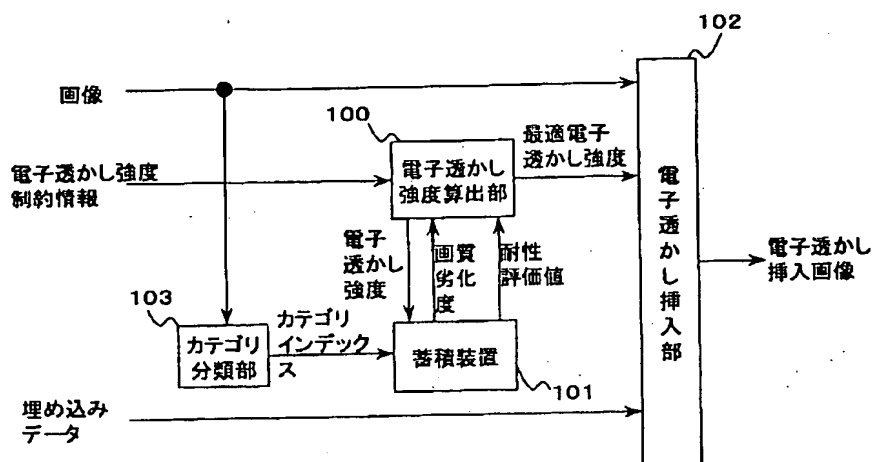 102
画像
100
最適電子
透かし強度
電子透かし強度
制約情報
電子透かし
強度算出部
電子透かし挿入部
電子
透かし
強度
画質
劣化
度
耐性
評価値
電子透かし
挿入画像
103
カテゴリ
インデック
ス
カテゴリ
分類部
蓄積装置
101
埋め込み
データ